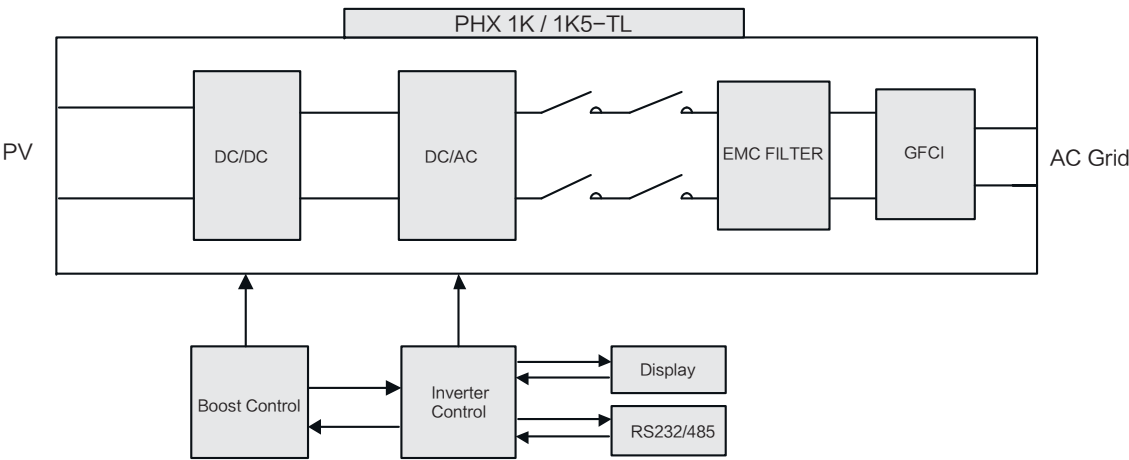 PHX 1K / 1K5-TL
PV
DC/DC
DC/AC
EMC FILTER
GFCI
AC Grid
Boost Control
Inverter
Control
Display
RS232/485